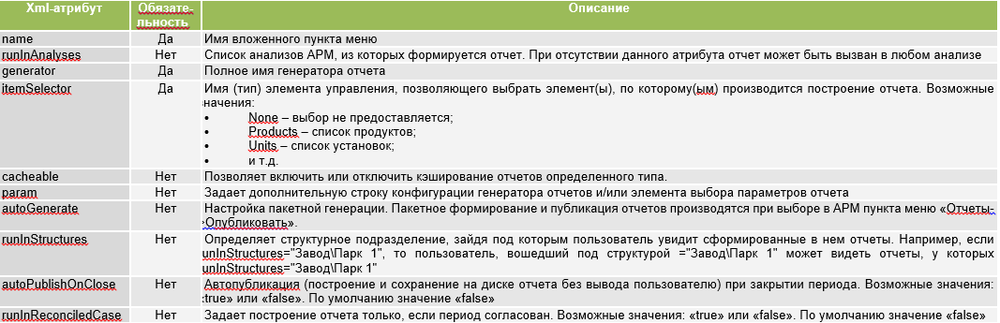 Xml-атрибут Обязате- Описание
льность
name Да Имя вложенного пункта меню
runInAnalyses Нет Список анализов АРМ, из которых формируется отчет. При отсутствии данного атрибута отчет может быть вызван в любом анализе
generator Да Полное имя генератора отчета
itemSelector Да Имя (тип) элемента управления, позволяющего выбрать элемент(ы), по которому(ым) производится построение отчета. Возможные
значения:
• None – выбор не предоставляется;
• Products – список продуктов;
• Units – список установок;
• и т.д.
cacheable Нет Позволяет включить или отключить кэширование отчетов определенного типа.
param Нет Задает дополнительную строку конфигурации генератора отчетов и/или элемента выбора параметров отчета
autoGenerate Нет Настройка пакетной генерации. Пакетное формирование и публикация отчетов производятся при выборе в АРМ пункта меню «Отчеты-
>Опубликовать».
runInStructures Нет Определяет структурное подразделение, зайдя под которым пользователь увидит сформированные в нем отчеты. Например, если
runInStructures="Завод\Парк 1", то пользователь, вошедший под структурой ="Завод\Парк 1" может видеть отчеты, у которых
runInStructures="Завод\Парк 1"
autoPublishOnClose Нет Автопубликация (построение и сохранение на диске отчета без вывода пользователю) при закрытии периода. Возможные значения:
«true» или «false». По умолчанию значение «false»
runInReconciledCase Нет Задает построение отчета только, если период согласован. Возможные значения: «true» или «false». По умолчанию значение «false»